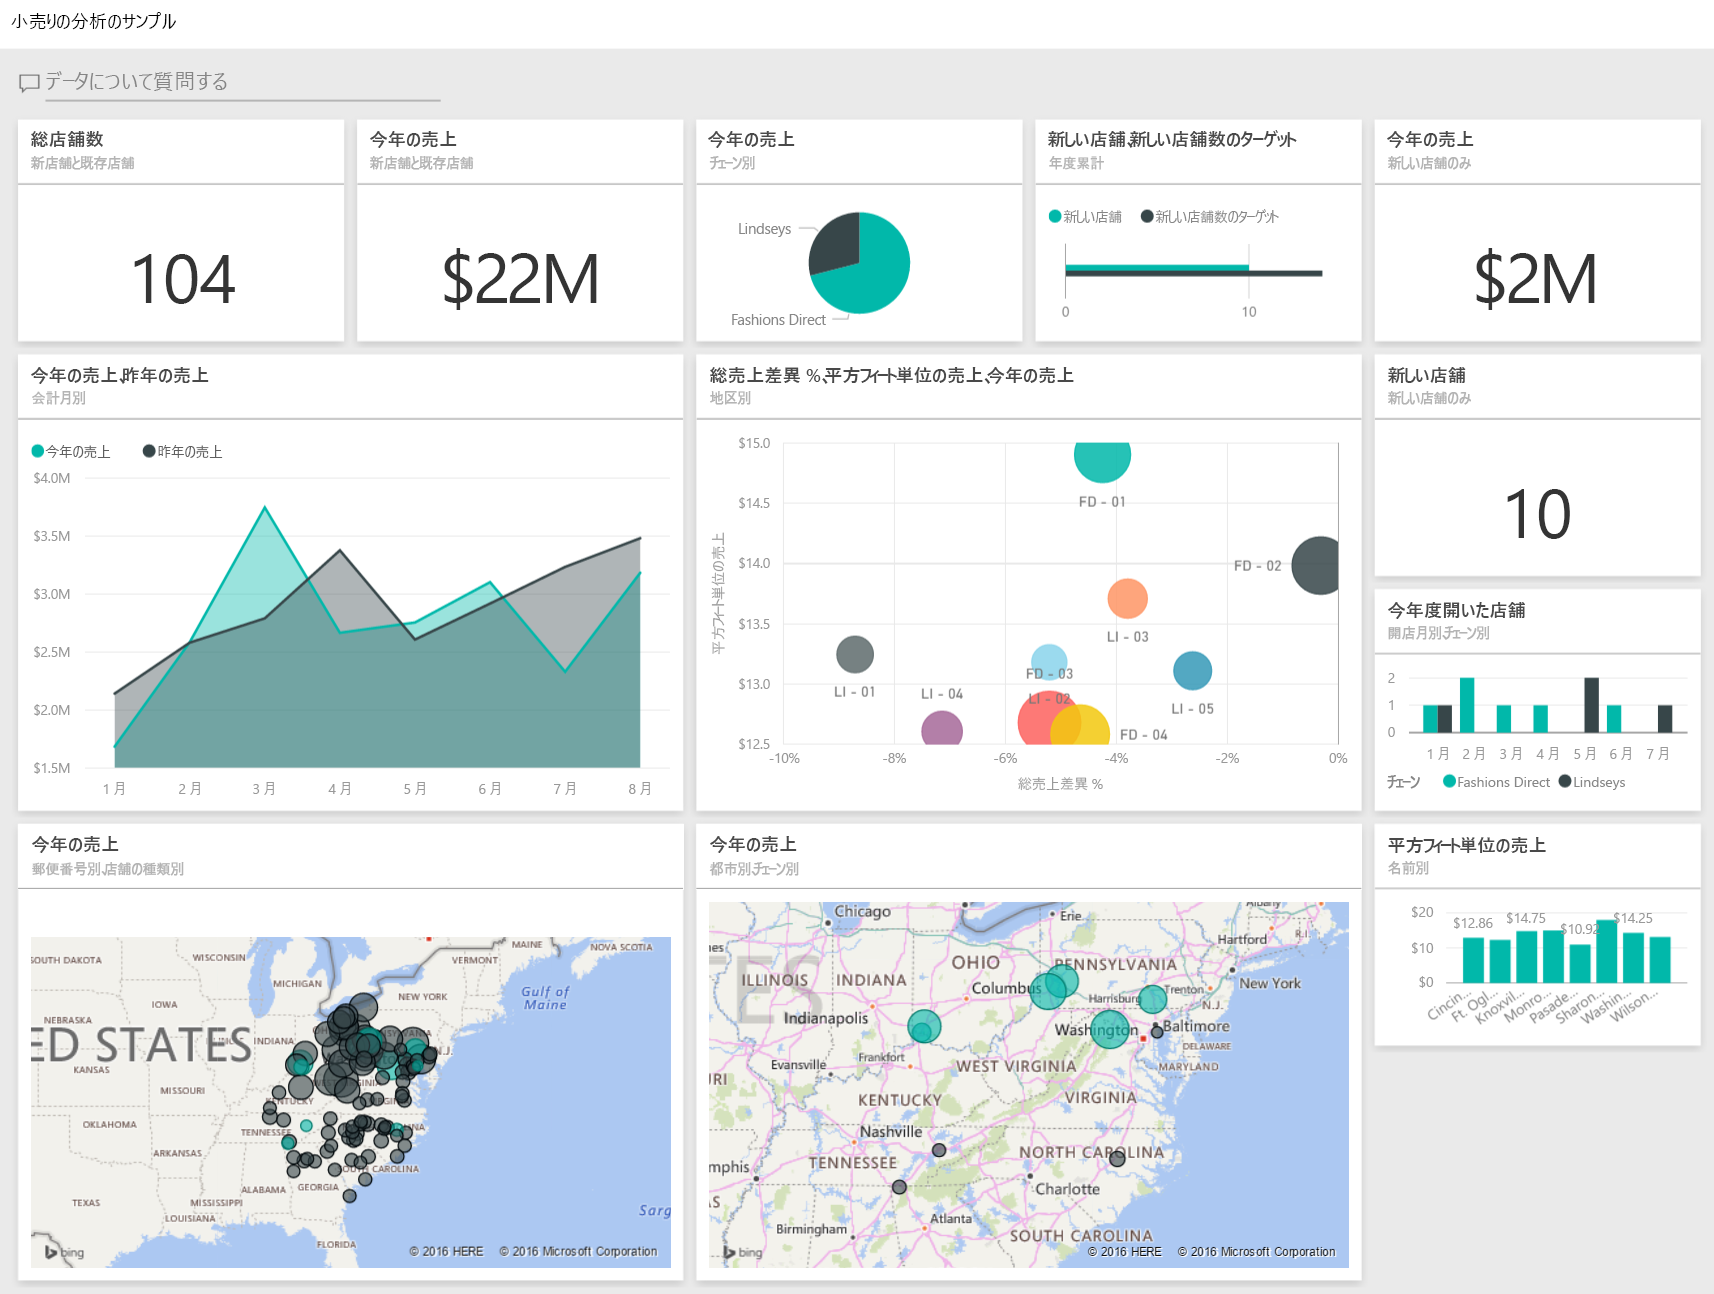 小売りの分析のサンプル
データについて質問する
総店舗数
新店舗と既存店舗
104
今年の売上
新店舗と既存店舗
$22M
今年の売上
チェーン別
Lindseys
Fashions Direct
新しい店舗、新しい店舗数のターゲット
年度累計
新しい店舗 新しい店舗数のターゲット
0 10
今年の売上
新しい店舗のみ
$2M
今年の売上、昨年の売上
会計月別
今年の売上 昨年の売上
$4.0M
$3.5M
$3.0M
$2.5M
$2.0M
$1.5M
1 月 2 月 3 月 4 月 5 月 6 月 7 月 8 月
総売上差異 %、平方フィート単位の売上、今年の売上
地区別
平方フィート単位の売上
$15.0
$14.5
$14.0
$13.5
$13.0
$12.5
FD - 01
FD - 02
LI - 03
FD - 03
LI - 01
LI - 04
LI - 02
LI - 05
FD - 04
-10% -8% -6% -4% -2% 0%
総売上差異 %
新しい店舗
新しい店舗のみ
10
今年度開いた店舗
開店月別、チェーン別
2
1
0
1 月 2 月 3 月 4 月 5 月 6 月 7 月
チェーン Fashions Direct Lindseys
今年の売上
郵便番号別、店舗の種類別
MAINE
NOVA SCOTIA
SOUTH DAKOTA
WISCONSIN
VERMONT
MICHIGAN
Gulf of
Maine
NEW YORK
IOWA
NEBRASKA
ED STATES
INDIANA
N.J.
KANSAS
MISSOURI
KENTUCKY
OKLAHOMA
TENNESSEE
ARKANSAS
SOUTH CAROLINA
ALABAMA
GEORGIA
TEXAS
MISSISSIPPI
LOUISIANA
Sarg
FLORIDA
bing
© 2016 HERE © 2016 Microsoft Corporation
今年の売上
都市別、チェーン別
Chicago
Erie
Albany
Hartford
R.I.
OHIO
PENNSYLVANIA
ILLINOIS
INDIANA
TES
Columbus
Harrisburg
Trenton
New York
N.J.
Indianapolis
Washington
Baltimore
DELAWARE
Frankfort
Evansville
WEST VIRGINIA
MARYLAND
KENTUCKY
VIRGINIA
Nashville
NORTH CAROLINA
TENNESSEE
mphis
Charlotte
Atlanta
Birmingham
SOUTH CAROLINA
bing
© 2016 HERE © 2016 Microsoft Corporation
平方フィート単位の売上
名前別
$20
$10
$0
$12.86 $14.75 $10.92 $14.25
Cincin... Ft. Ogl... Knoxvil... Monro... Pasade... Sharon... Washin... Wilson...